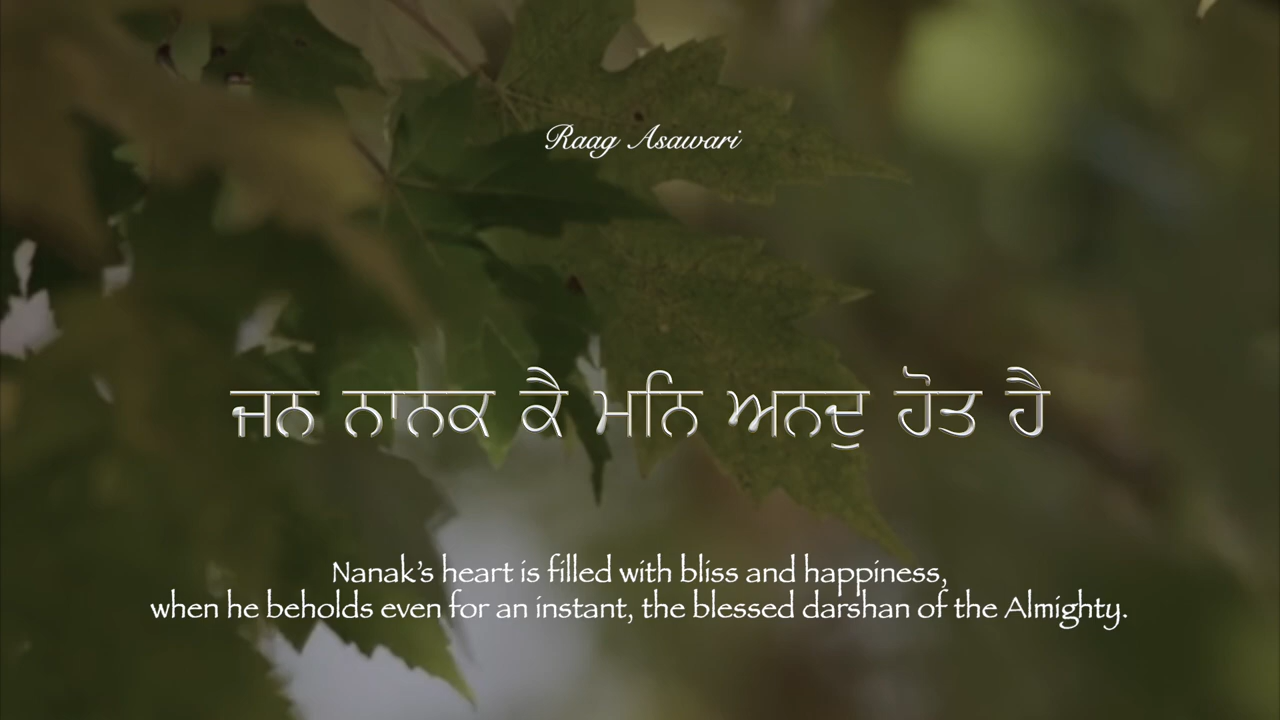 Raag Asawari
ਜਨ ਨਾਨਕ ਕੈ ਮਨਿ ਅਨਦੁ ਹੋਤ ਹੈ
Nanak's heart is filled with bliss and happiness,
when he beholds even for an instant, the blessed darshan of the Almighty.